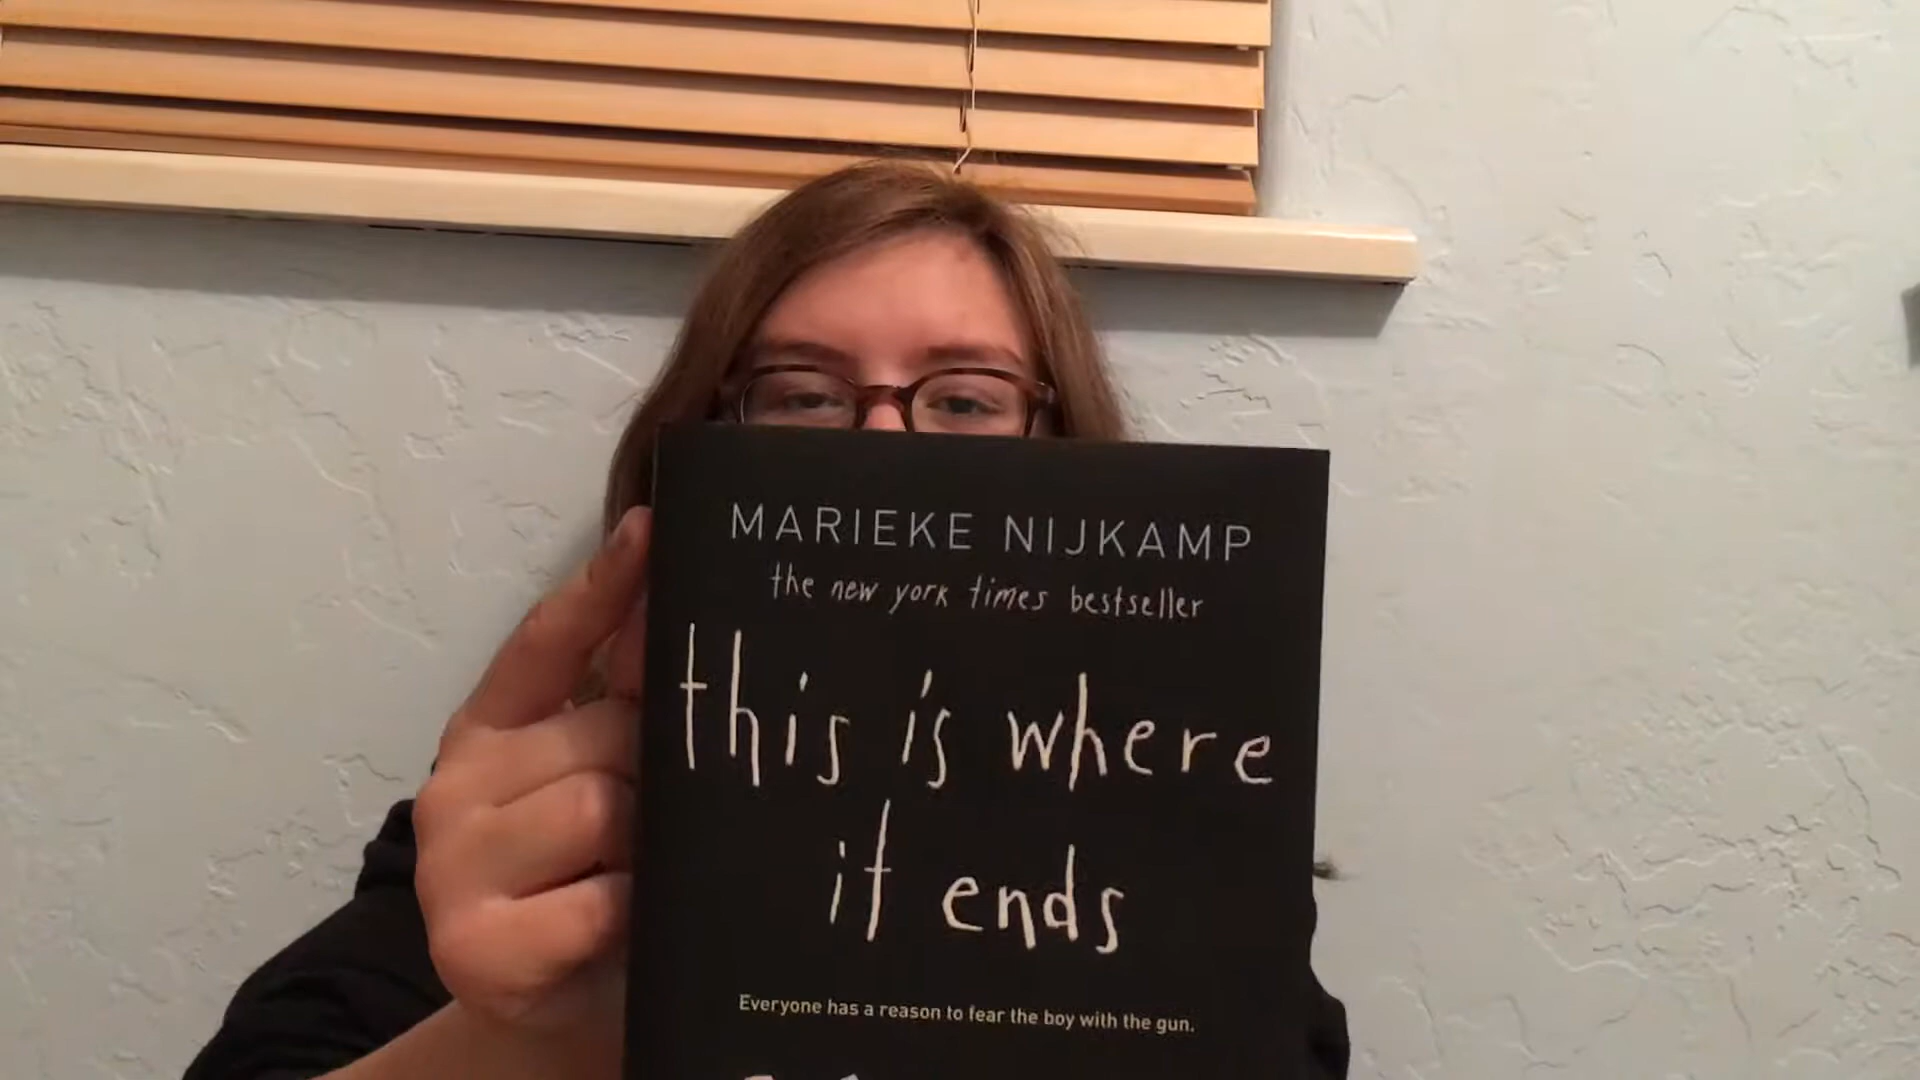 MARIEKE NIJKAMP
the new york times bestseller
this is where
it ends
Everyone has a reason to fear the boy with the gun.